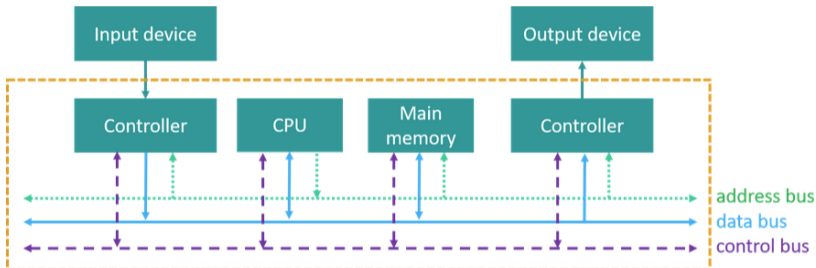 Input device
Output device
Controller
CPU
Main
memory
Controller
address bus
data bus
control bus